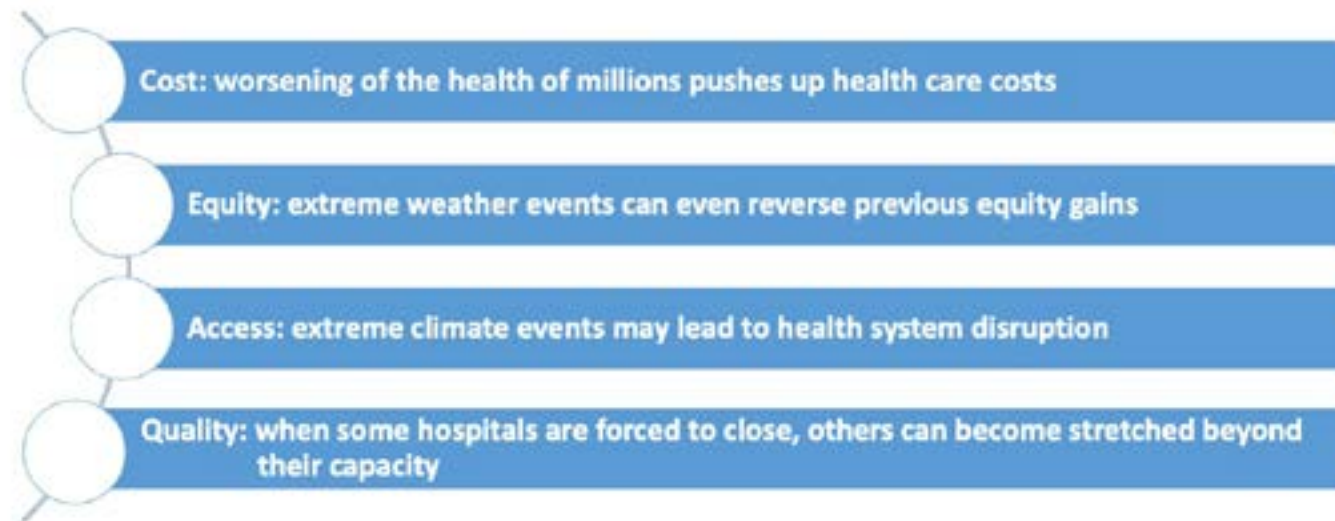 Cost: worsening of the health of millions pushes up health care costs
Equity: extreme weather events can even reverse previous equity gains
Access: extreme climate events may lead to health system disruption
Quality: when some hospitals are forced to close, others can become stretched beyond
their capacity